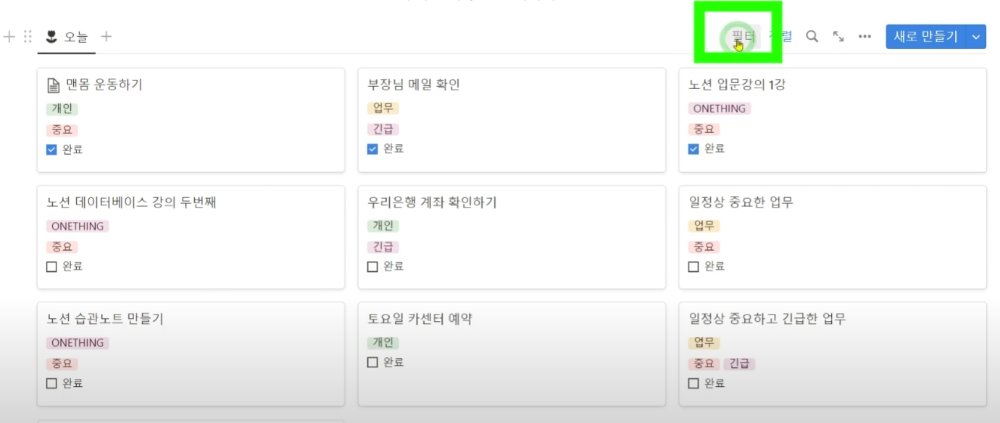 오늘
필터
새로 만들기
맨몸 운동하기
개인
중요
완료
부장님 메일 확인
업무
긴급
완료
노션 입문강의 1강
ONETHING
중요
완료
노션 데이터베이스 강의 두번째
ONETHING
중요
완료
우리은행 계좌 확인하기
개인
긴급
완료
일정상 중요한 업무
업무
중요
완료
노션 습관노트 만들기
ONETHING
중요
완료
토요일 카센터 예약
개인
완료
일정상 중요하고 긴급한 업무
업무
중요 긴급
완료